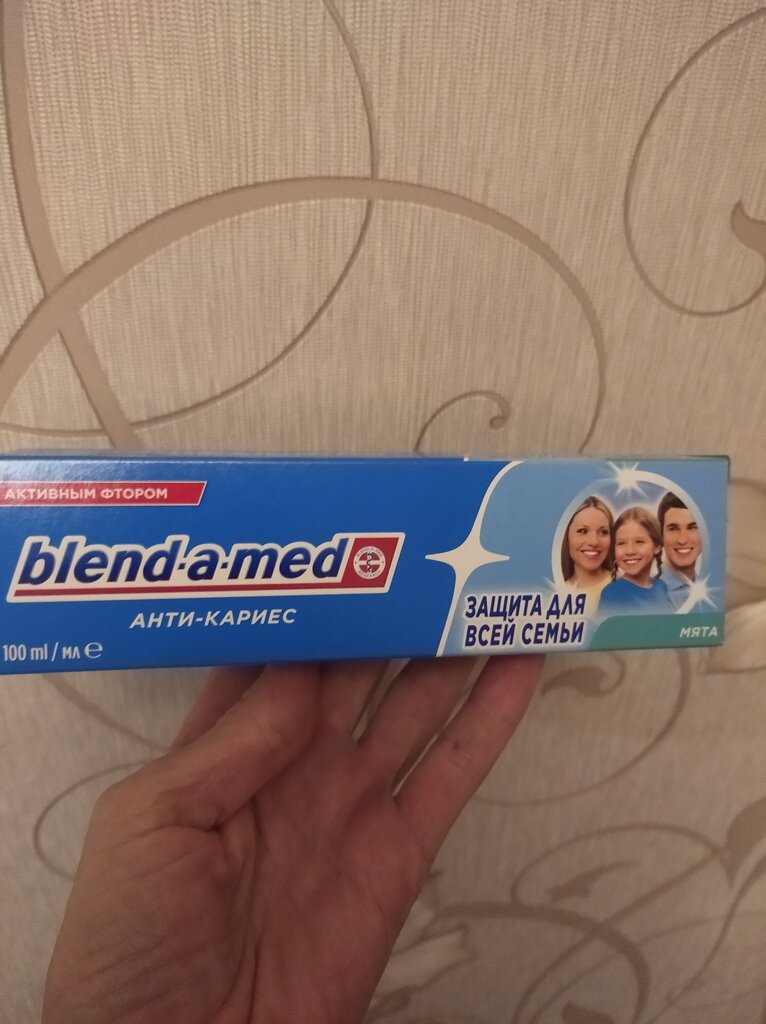 АКТИВНЫМ ФТОРОМ
blend-a-med
АНТИ-КАРИЕС
100 ml / мл e
ЗАЩИТА ДЛЯ
ВСЕЙ СЕМЬИ
МЯТА